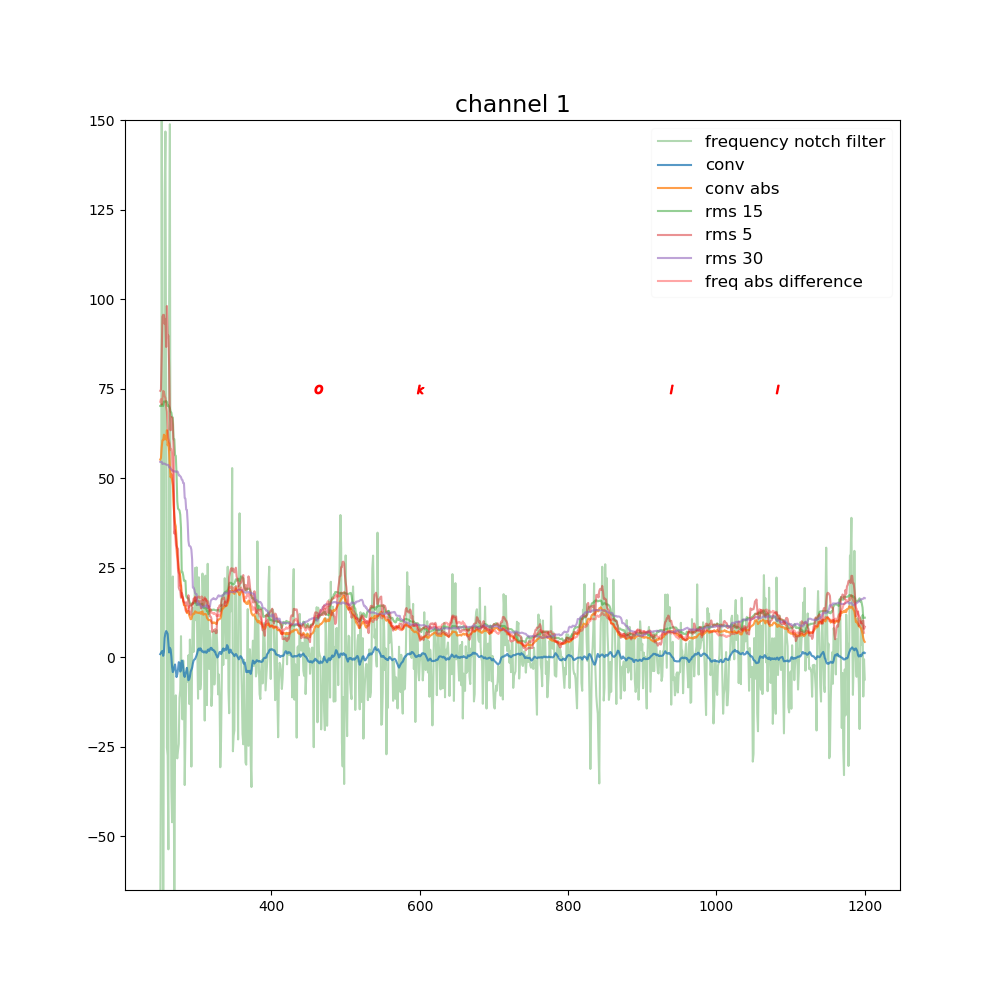 channel 1
150
125
100
75
50
25
0
−25
−50
frequency notch filter
conv
conv abs
rms 15
rms 5
rms 30
freq abs difference
o k l l
400 600 800 1000 1200